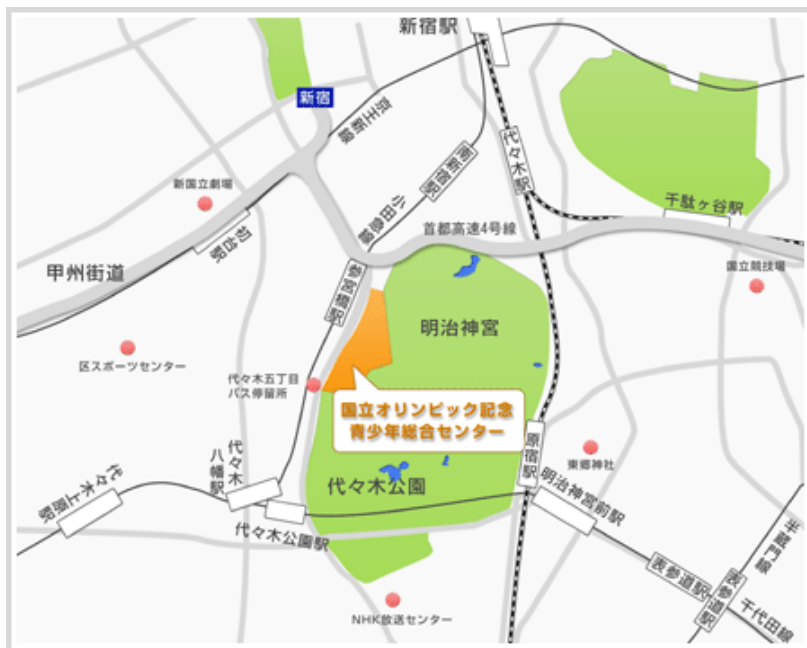 新宿駅
新宿
京王新線
南新宿駅
代々木駅
新国立劇場
初台駅
小田急線
首都高速4号線
千駄ヶ谷駅
甲州街道
参宮橋駅
国立競技場
明治神宮
区スポーツセンター
代々木五丁目
バス停留所
国立オリンピック記念
青少年総合センター
原宿駅
東郷神社
代々木
八幡駅
代々木上原駅
代々木公園
明治神宮前駅
代々木公園駅
半蔵門線
表参道駅
表参道駅
千代田線
NHK放送センター